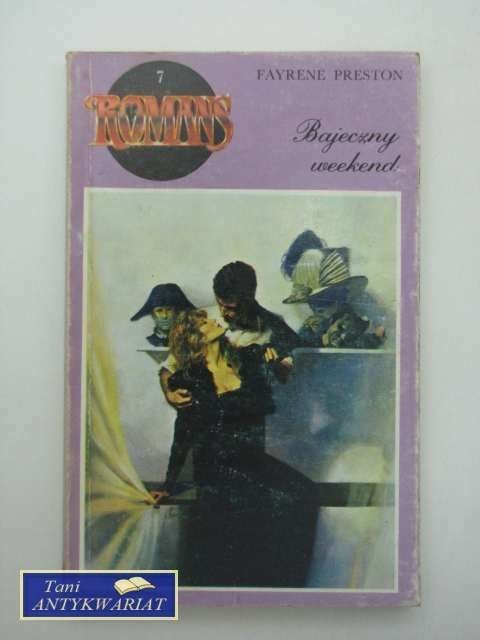 7
ROMANS
FAYRENE PRESTON
Bajeczny
weekend
Tani
ANTYKWARIAT